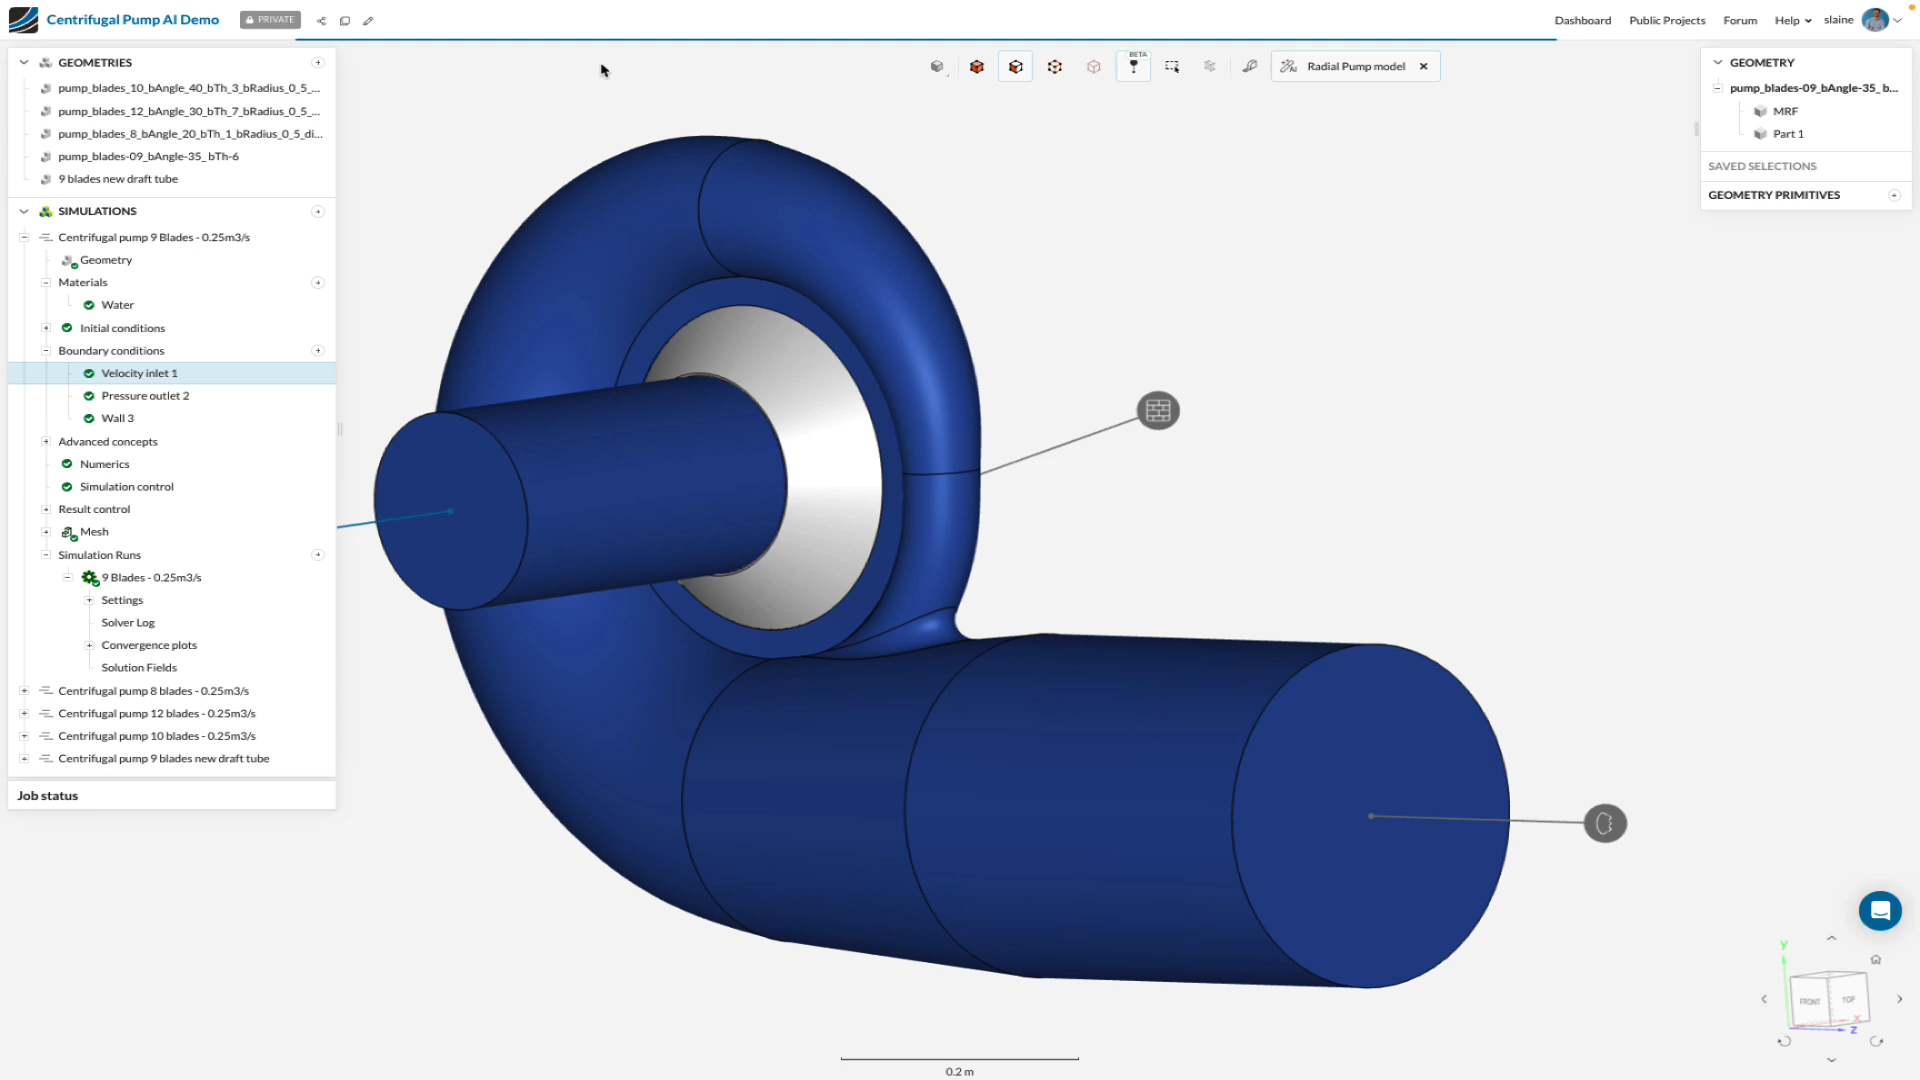 Centrifugal Pump AI Demo
PRIVATE
Dashboard
Public Projects
Forum
Help
slaine
GEOMETRIES
pump_blades_10_bAngle_40_bTh_3_bRadius_0_5_...
pump_blades_12_bAngle_30_bTh_7_bRadius_0_5_...
pump_blades_8_bAngle_20_bTh_1_bRadius_0_5_di...
pump_blades-09_bAngle-35_ bTh-6
9 blades new draft tube
SIMULATIONS
Centrifugal pump 9 Blades - 0.25m3/s
Geometry
Materials
Water
Initial conditions
Boundary conditions
Velocity inlet 1
Pressure outlet 2
Wall 3
Advanced concepts
Numerics
Simulation control
Result control
Mesh
Simulation Runs
9 Blades - 0.25m3/s
Settings
Solver Log
Convergence plots
Solution Fields
Centrifugal pump 8 blades - 0.25m3/s
Centrifugal pump 12 blades - 0.25m3/s
Centrifugal pump 10 blades - 0.25m3/s
Centrifugal pump 9 blades new draft tube
Job status
BETA
Radial Pump model
GEOMETRY
pump_blades-09_bAngle-35_ b...
MRF
Part 1
SAVED SELECTIONS
GEOMETRY PRIMITIVES
0.2 m
Y
FRONT
TOP
X
Z